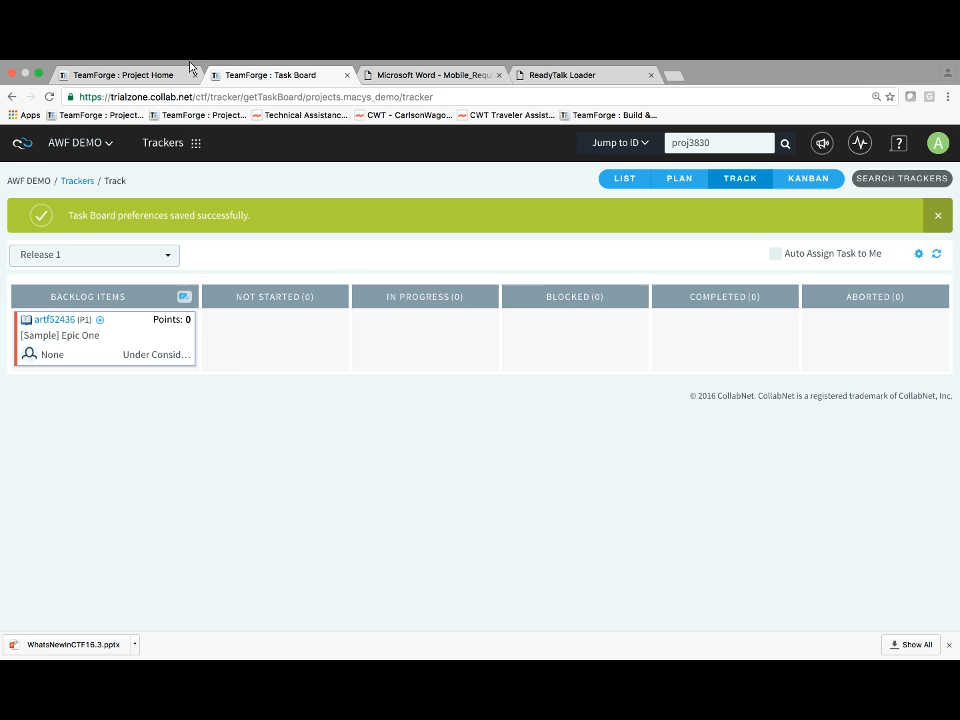 TeamForge : Project Home
TeamForge : Task Board
Microsoft Word - Mobile_Requi
ReadyTalk Loader
https://trialzone.collab.net/ctf/tracker/getTaskBoard/projects.macys_demo/tracker
Apps TeamForge : Project... TeamForge : Project... Technical Assistanc... CWT - CarlsonWago... CWT Traveler Assist... TeamForge : Build &...
AWF DEMO Trackers Jump to ID proj3830 ? A
AWF DEMO / Trackers / Track
LIST PLAN TRACK KANBAN SEARCH TRACKERS
Task Board preferences saved successfully.
Release 1
Auto Assign Task to Me
BACKLOG ITEMS NOT STARTED (0) IN PROGRESS (0) BLOCKED (0) COMPLETED (0) ABORTED (0)
artf52436 (P1) Points: 0
[Sample] Epic One
None Under Consid...
© 2016 CollabNet. CollabNet is a registered trademark of CollabNet, Inc.
WhatsNewInCTF16.3.pptx
Show All